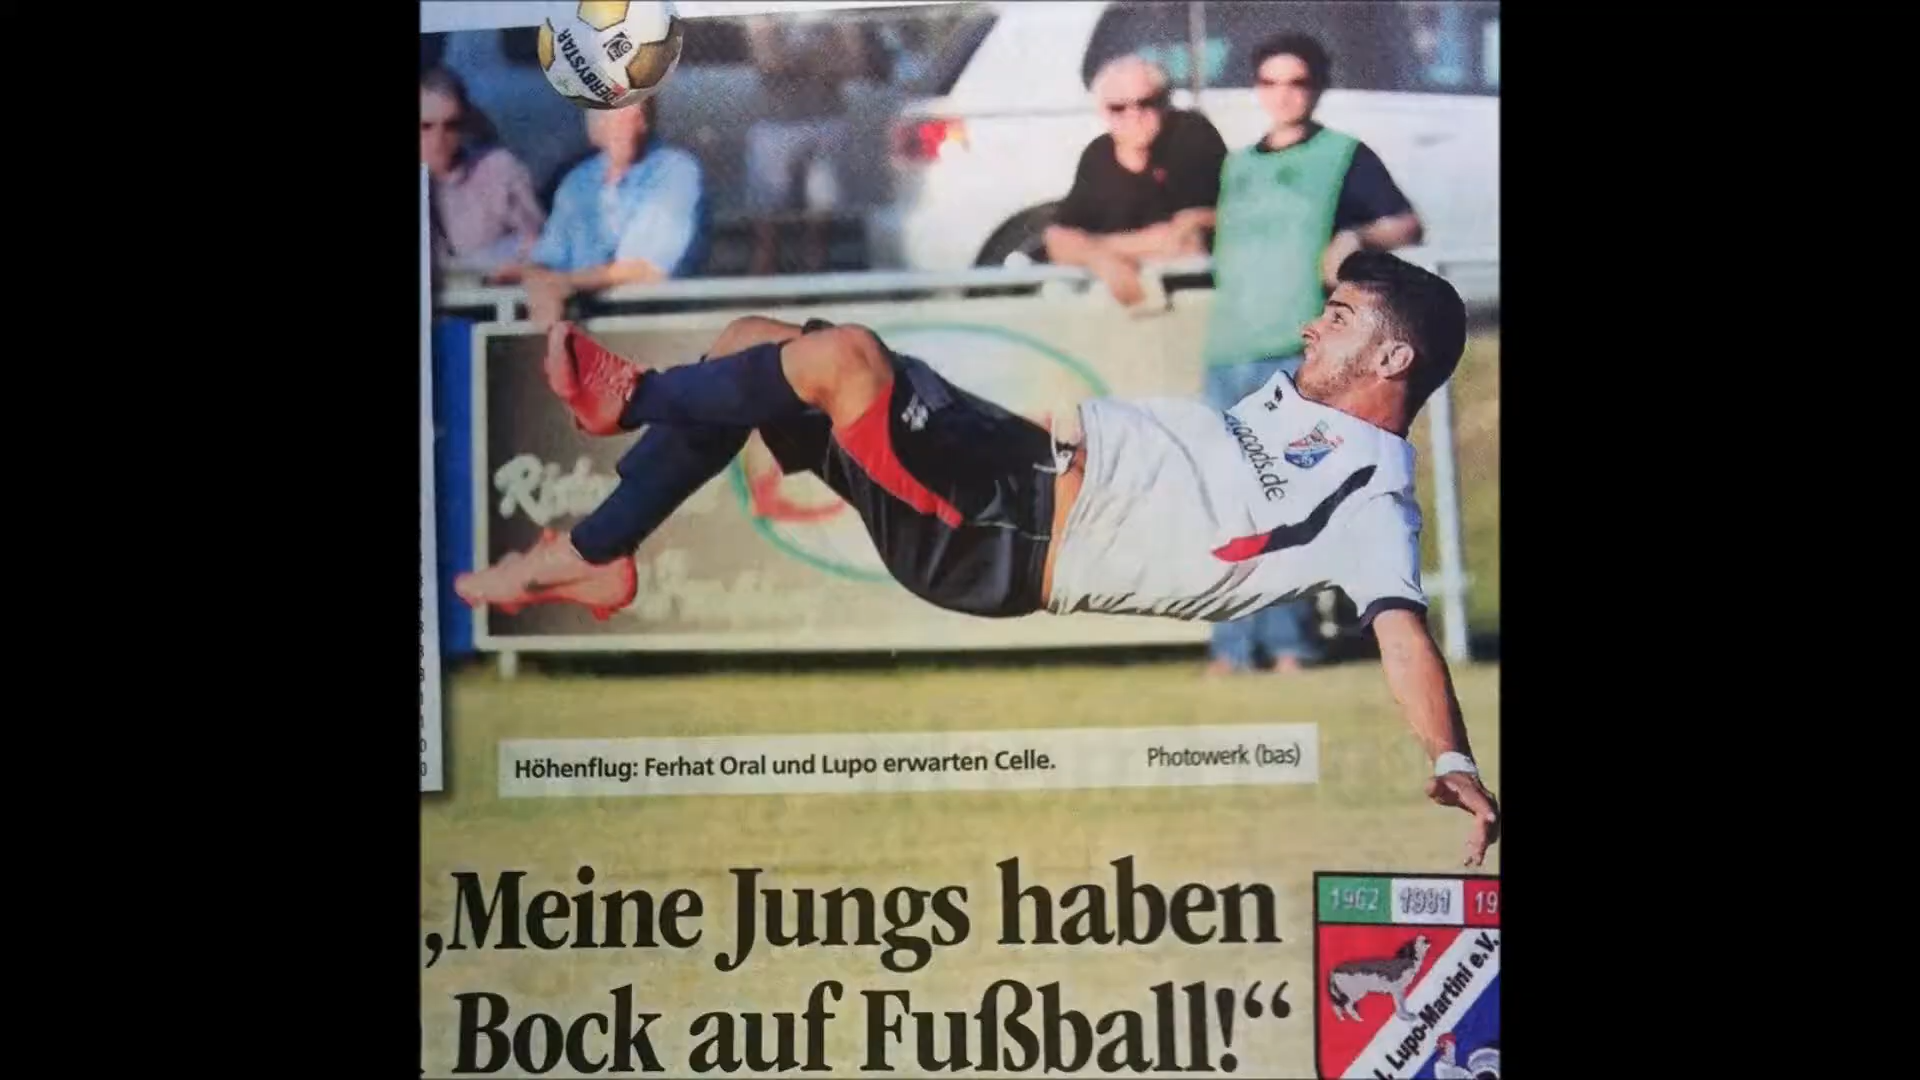 DERBYSTAR
Höhenflug: Ferhat Oral und Lupo erwarten Celle.
Photowerk (bas)
„Meine Jungs haben
Bock auf Fußball!“
1962 1981 19
Lupo-Martini e.V.